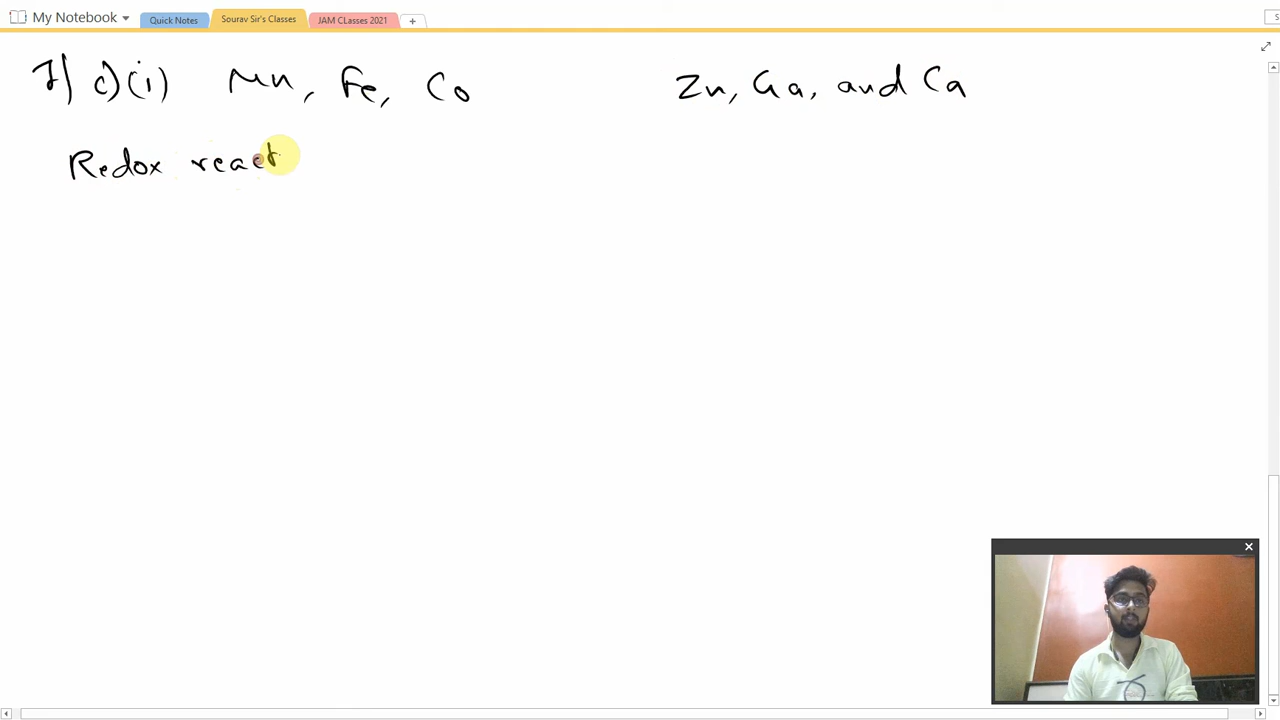 My Notebook Quick Notes Sourav Sir's Classes JAM CLasses 2021
7) c)(i) Mn, Fe, Co Zn, Ga, and Ca
Redox react